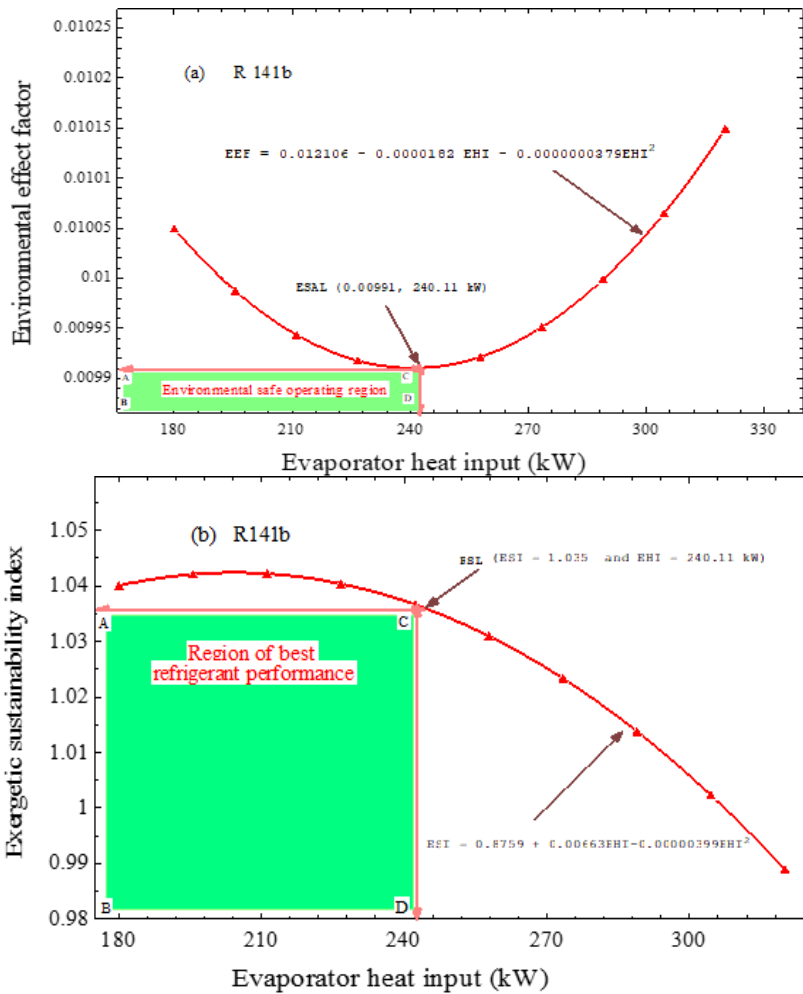 0.01025
0.0102
0.01015
0.0101
0.01005
0.01
0.00995
0.0099
Environmental effect factor
(a) R 141b
EEF = 0.012106 - 0.0000182 EHI - 0.0000000379EHI²
ESAL (0.00991, 240.11 kW)
A
C
Environmental safe operating region
B
D
180 210 240 270 300 330
Evaporator heat input (kW)
1.05
1.04
1.03
1.02
1.01
1
0.99
0.98
Exergetic sustainability index
(b) R141b
BSL (ESI = 1.035 and EHI = 240.11 kW)
A
C
Region of best
refrigerant performance
ESI = 0.8759 + 0.00663EHI-0.00000399EHI²
B
D
180 210 240 270 300
Evaporator heat input (kW)